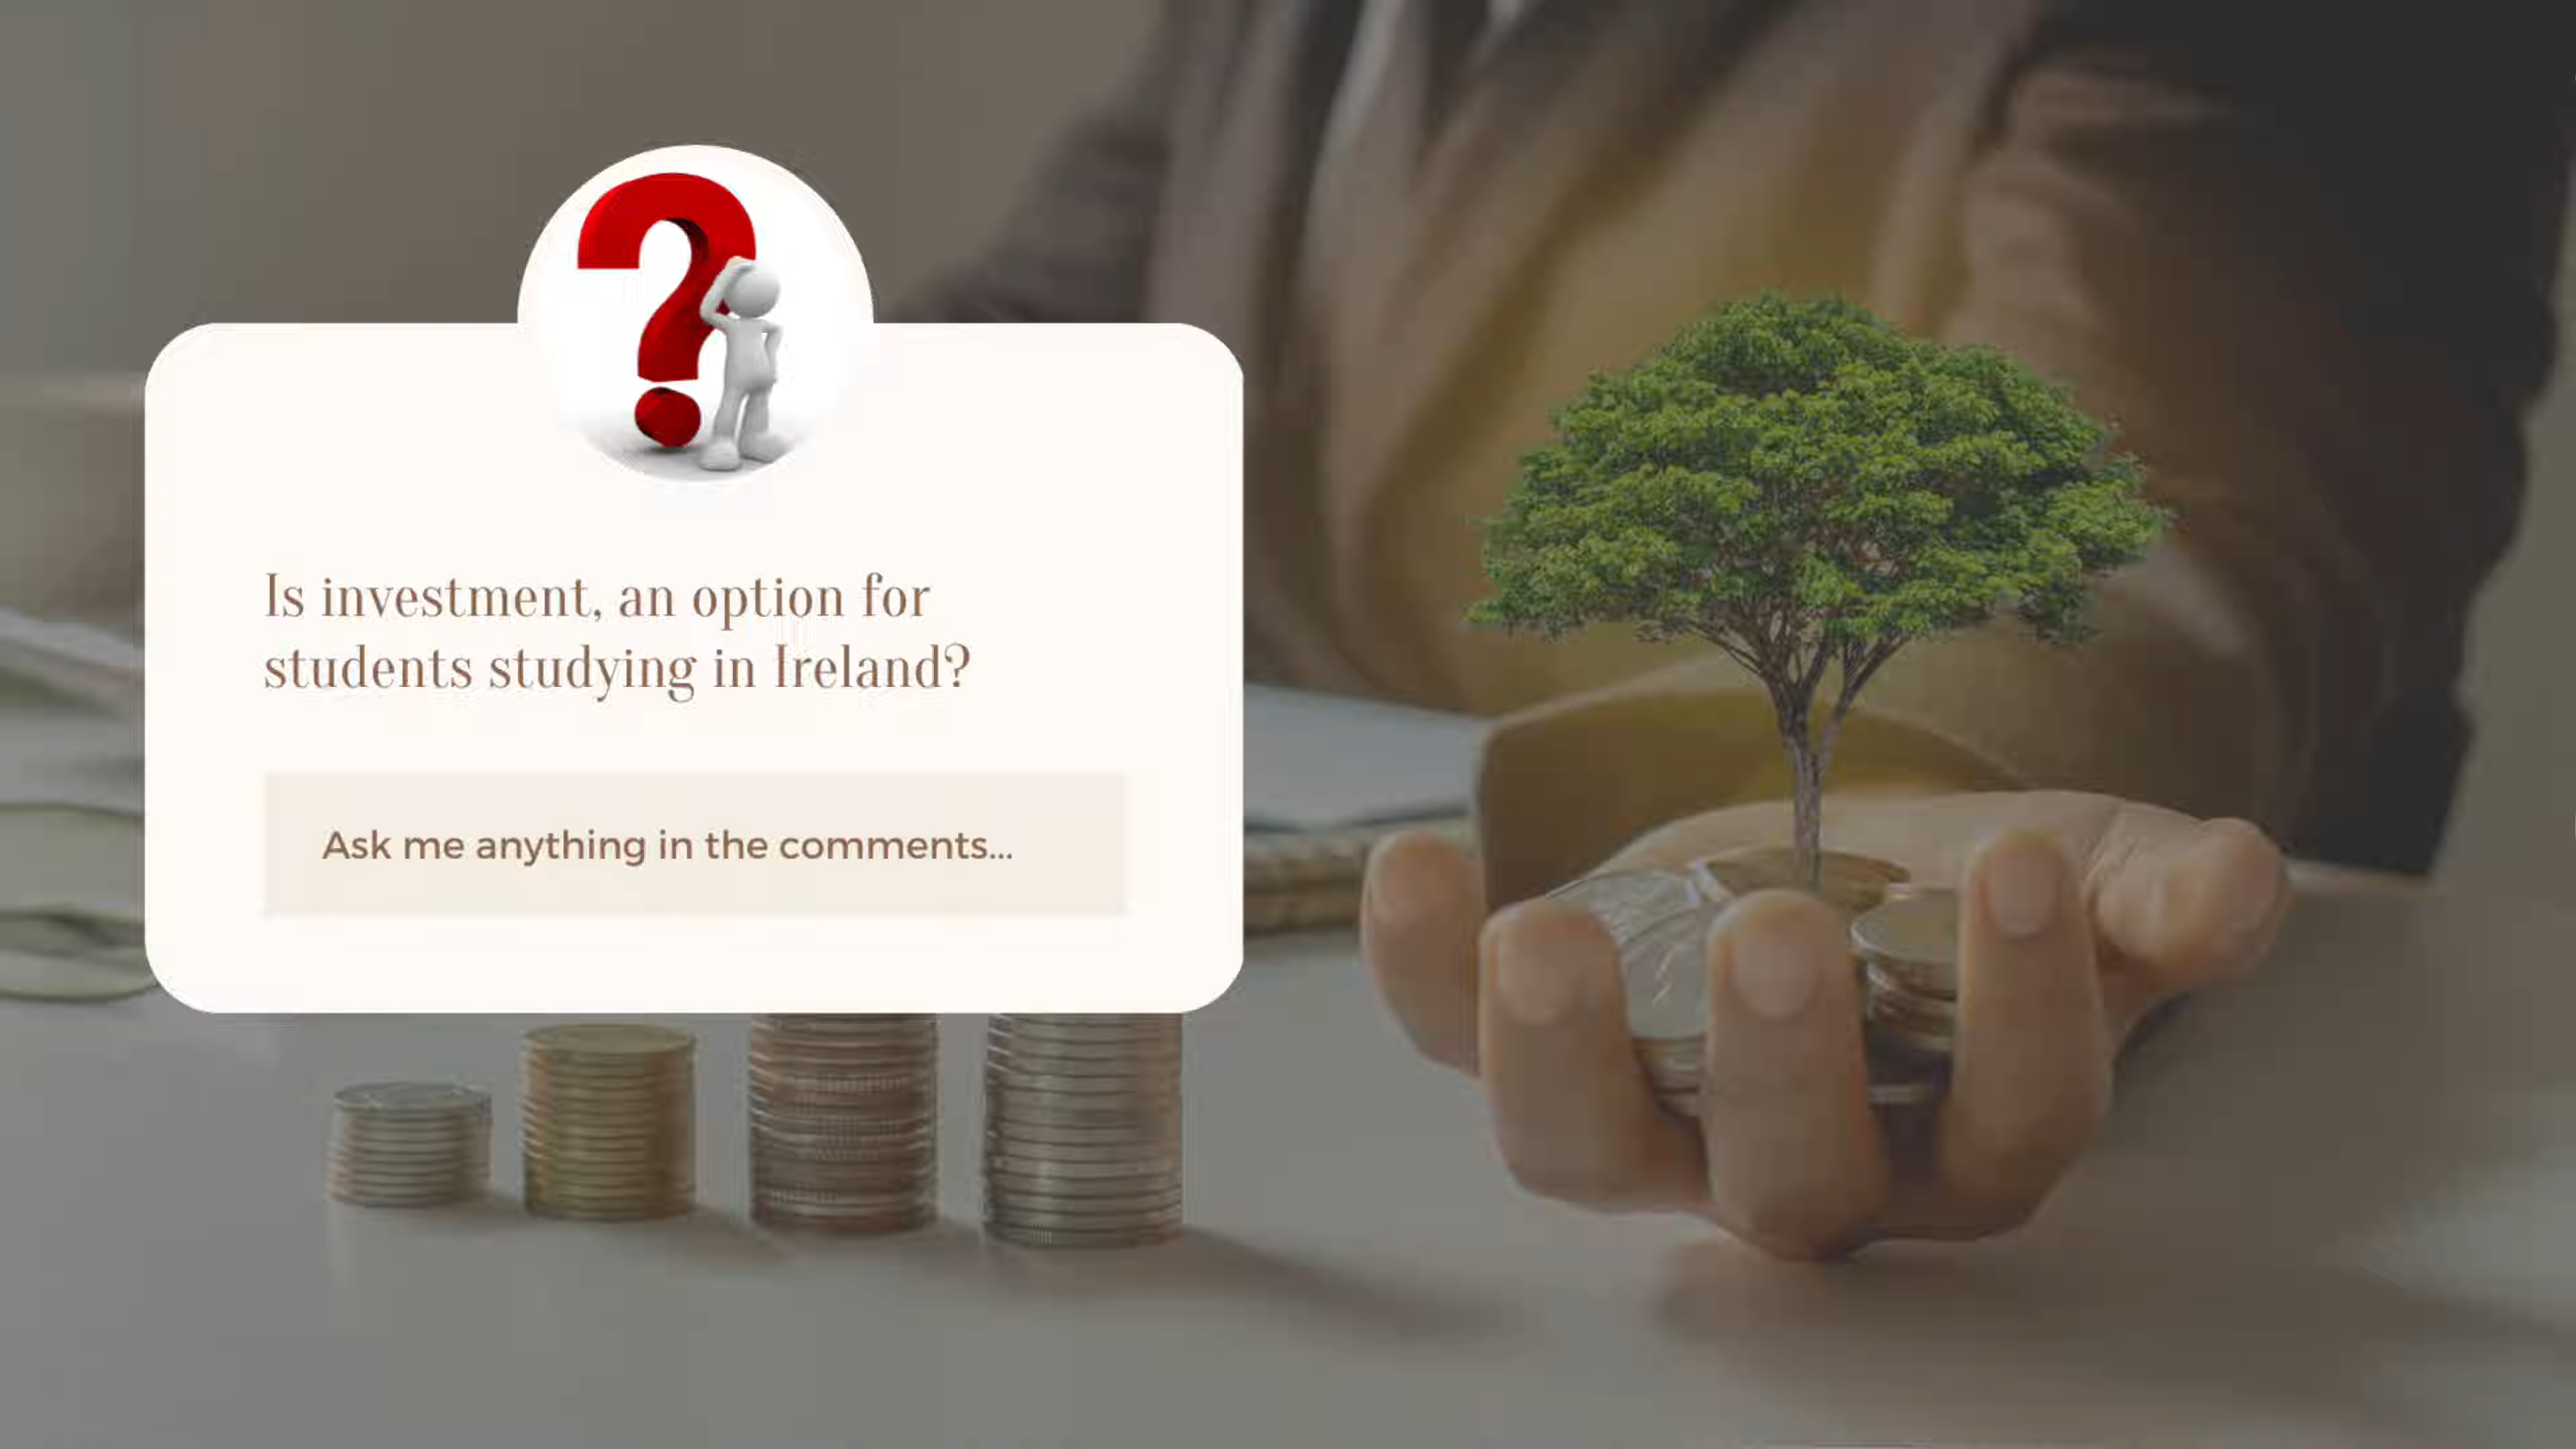 Is investment, an option for
students studying in Ireland?
Ask me anything in the comments...